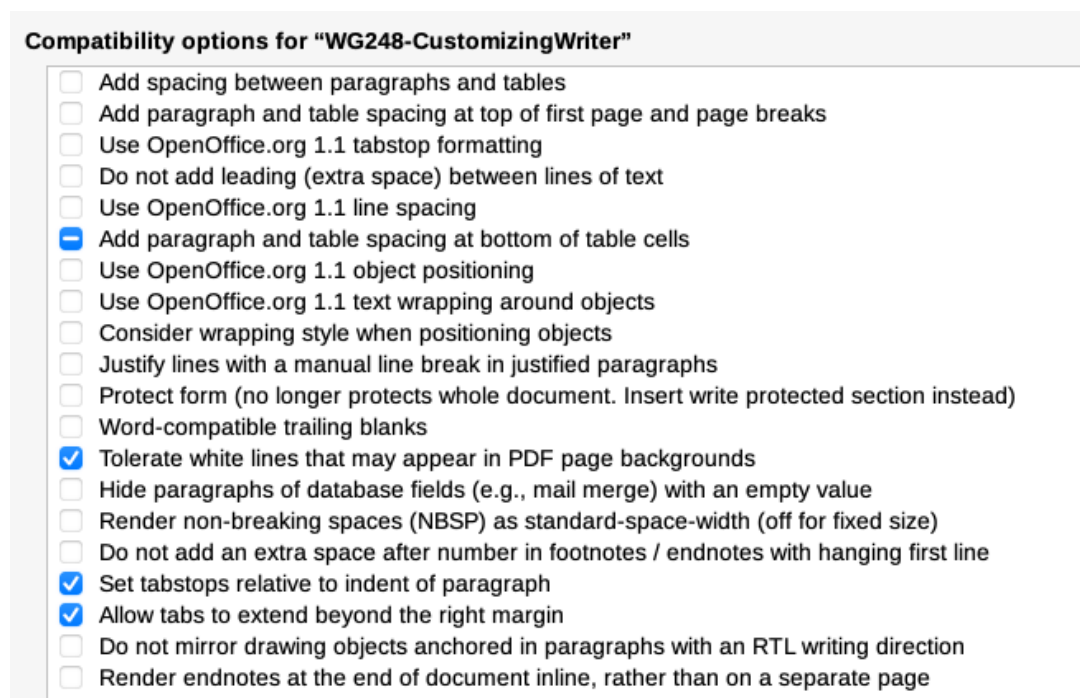 Compatibility options for “WG248-CustomizingWriter”
Add spacing between paragraphs and tables
Add paragraph and table spacing at top of first page and page breaks
Use OpenOffice.org 1.1 tabstop formatting
Do not add leading (extra space) between lines of text
Use OpenOffice.org 1.1 line spacing
Add paragraph and table spacing at bottom of table cells
Use OpenOffice.org 1.1 object positioning
Use OpenOffice.org 1.1 text wrapping around objects
Consider wrapping style when positioning objects
Justify lines with a manual line break in justified paragraphs
Protect form (no longer protects whole document. Insert write protected section instead)
Word-compatible trailing blanks
Tolerate white lines that may appear in PDF page backgrounds
Hide paragraphs of database fields (e.g., mail merge) with an empty value
Render non-breaking spaces (NBSP) as standard-space-width (off for fixed size)
Do not add an extra space after number in footnotes / endnotes with hanging first line
Set tabstops relative to indent of paragraph
Allow tabs to extend beyond the right margin
Do not mirror drawing objects anchored in paragraphs with an RTL writing direction
Render endnotes at the end of document inline, rather than on a separate page